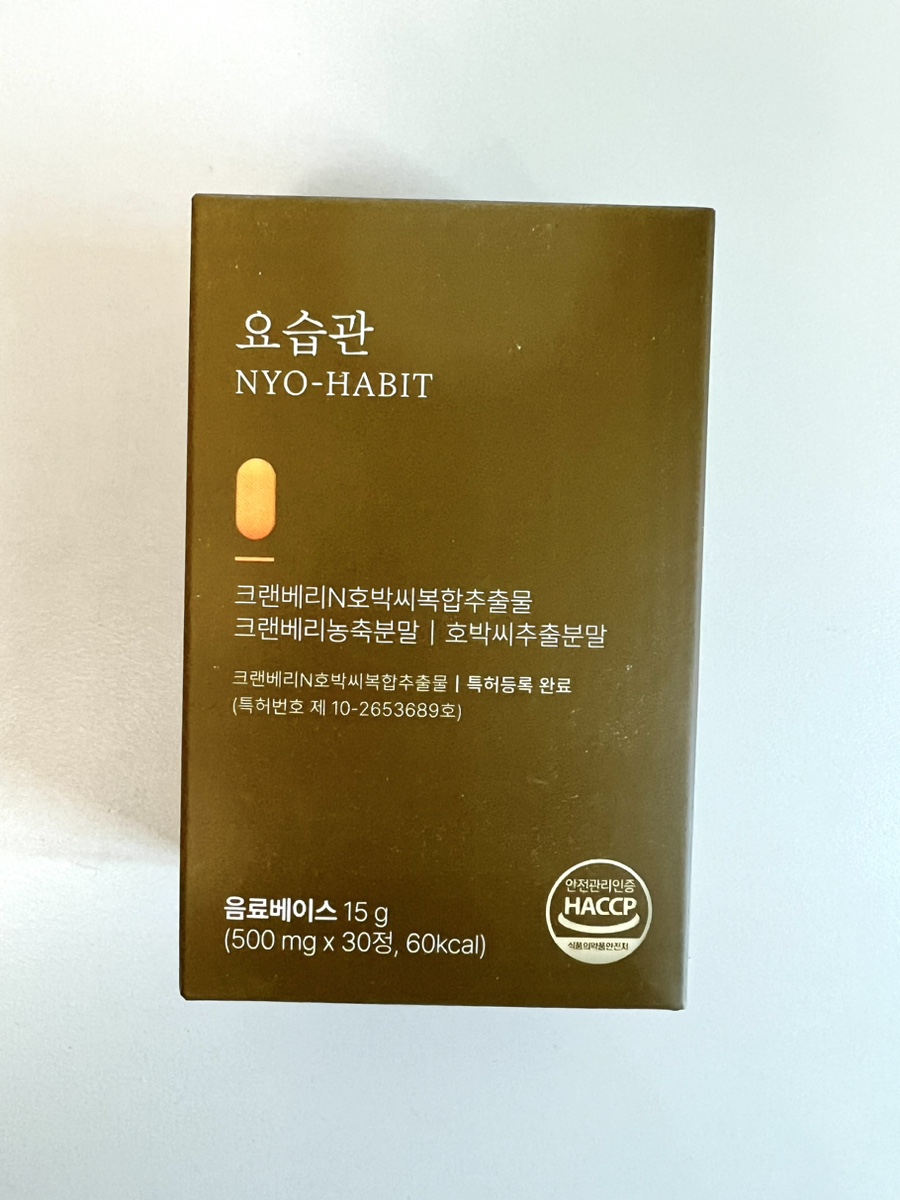 요습관
NYO-HABIT
크랜베리N호박씨복합추출물
크랜베리농축분말 | 호박씨추출분말
크랜베리N호박씨복합추출물 | 특허등록 완료
(특허번호 제 10-2653689호)
음료베이스 15 g
(500 mg x 30정, 60kcal)
안전관리인증
HACCP
식품의약품안전처